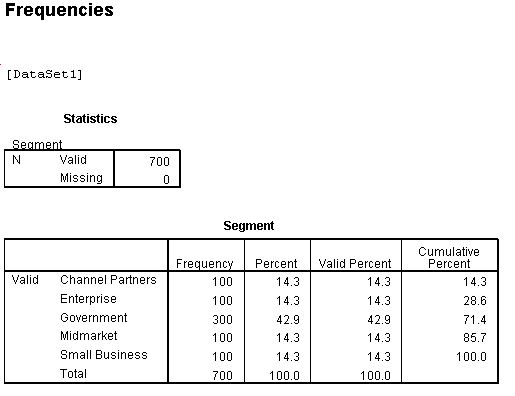 Frequencies
[DataSet1]
Statistics
Segment
N Valid 700
Missing 0
Segment
Frequency Percent Valid Percent Cumulative Percent
Valid Channel Partners 100 14.3 14.3 14.3
Enterprise 100 14.3 14.3 28.6
Government 300 42.9 42.9 71.4
Midmarket 100 14.3 14.3 85.7
Small Business 100 14.3 14.3 100.0
Total 700 100.0 100.0